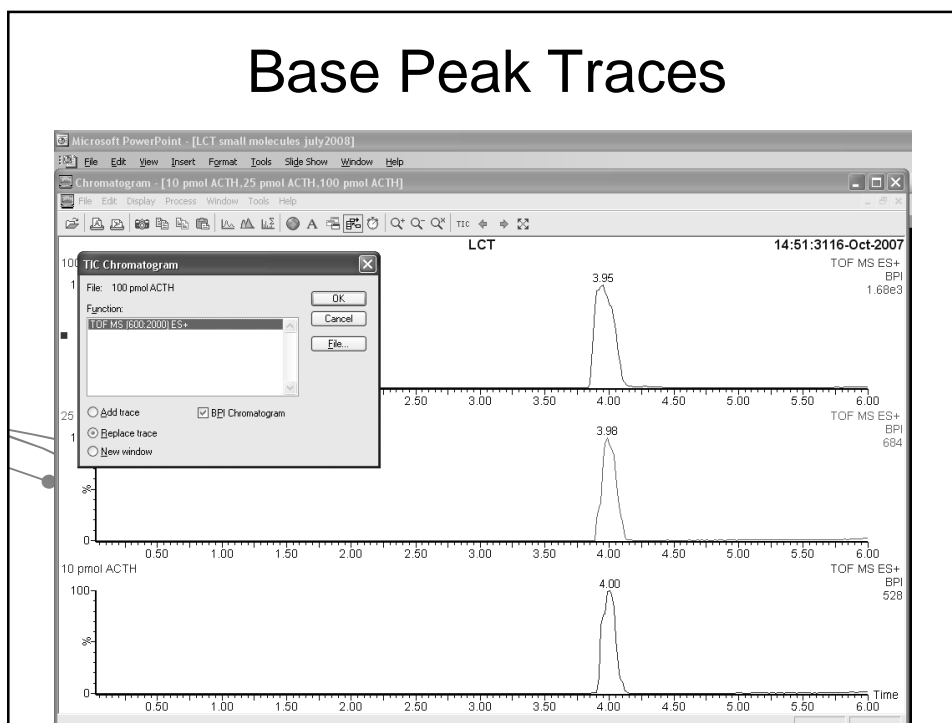 Base Peak Traces
Microsoft PowerPoint - [LCT small molecules july2008]
File Edit View Insert Format Tools Slide Show Window Help
Chromatogram - [10 pmol ACTH,25 pmol ACTH,100 pmol ACTH]
File Edit Display Process Window Tools Help
TIC
LCT 14:51:3116-Oct-2007
100
1
TIC Chromatogram
File: 100 pmol ACTH
Function:
TOF MS (600:2000) ES+
OK
Cancel
File...
Add trace
BPI Chromatogram
Replace trace
New window
TOF MS ES+
BPI
1.68e3
3.95
2.50 3.00 3.50 4.00 4.50 5.00 5.50 6.00
25
1
TOF MS ES+
BPI
684
3.98
%
0
0.50 1.00 1.50 2.00 2.50 3.00 3.50 4.00 4.50 5.00 5.50 6.00
10 pmol ACTH
TOF MS ES+
BPI
528
4.00
100
%
0
Time
0.50 1.00 1.50 2.00 2.50 3.00 3.50 4.00 4.50 5.00 5.50 6.00